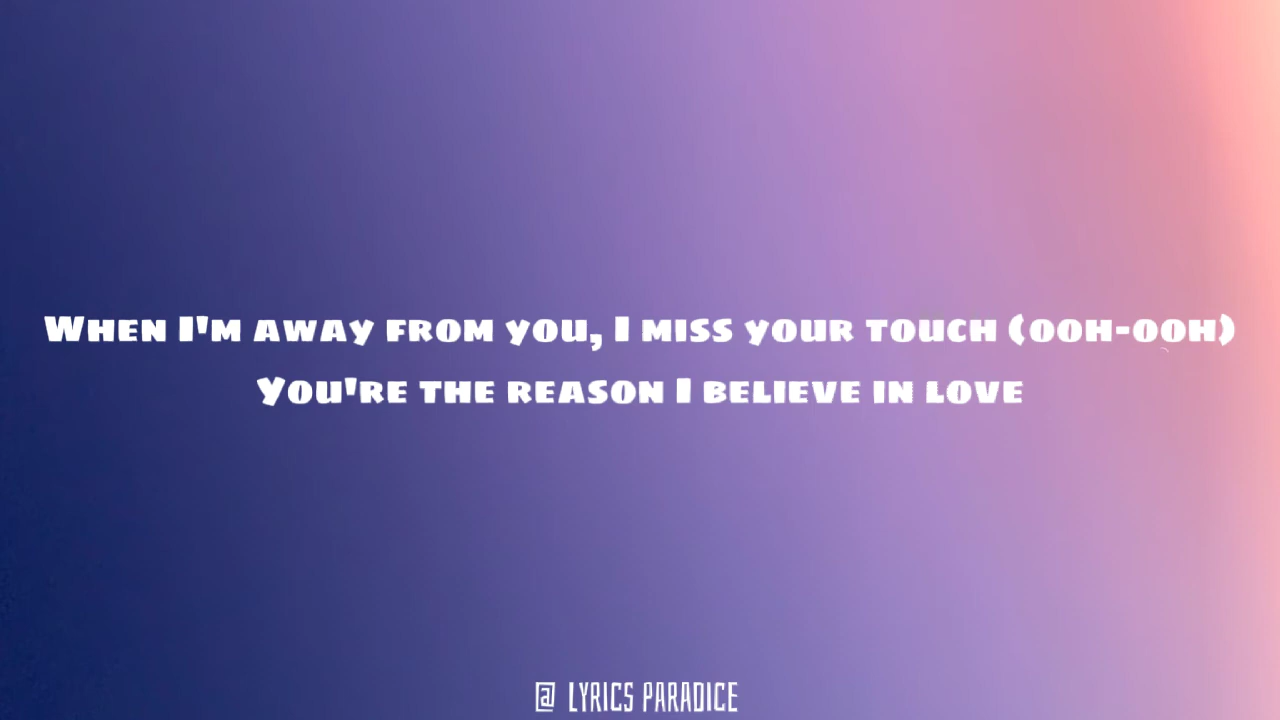 When I'm away from you, I miss your touch (ooh-ooh)
You're the reason I believe in love
@ LYRICS PARADICE